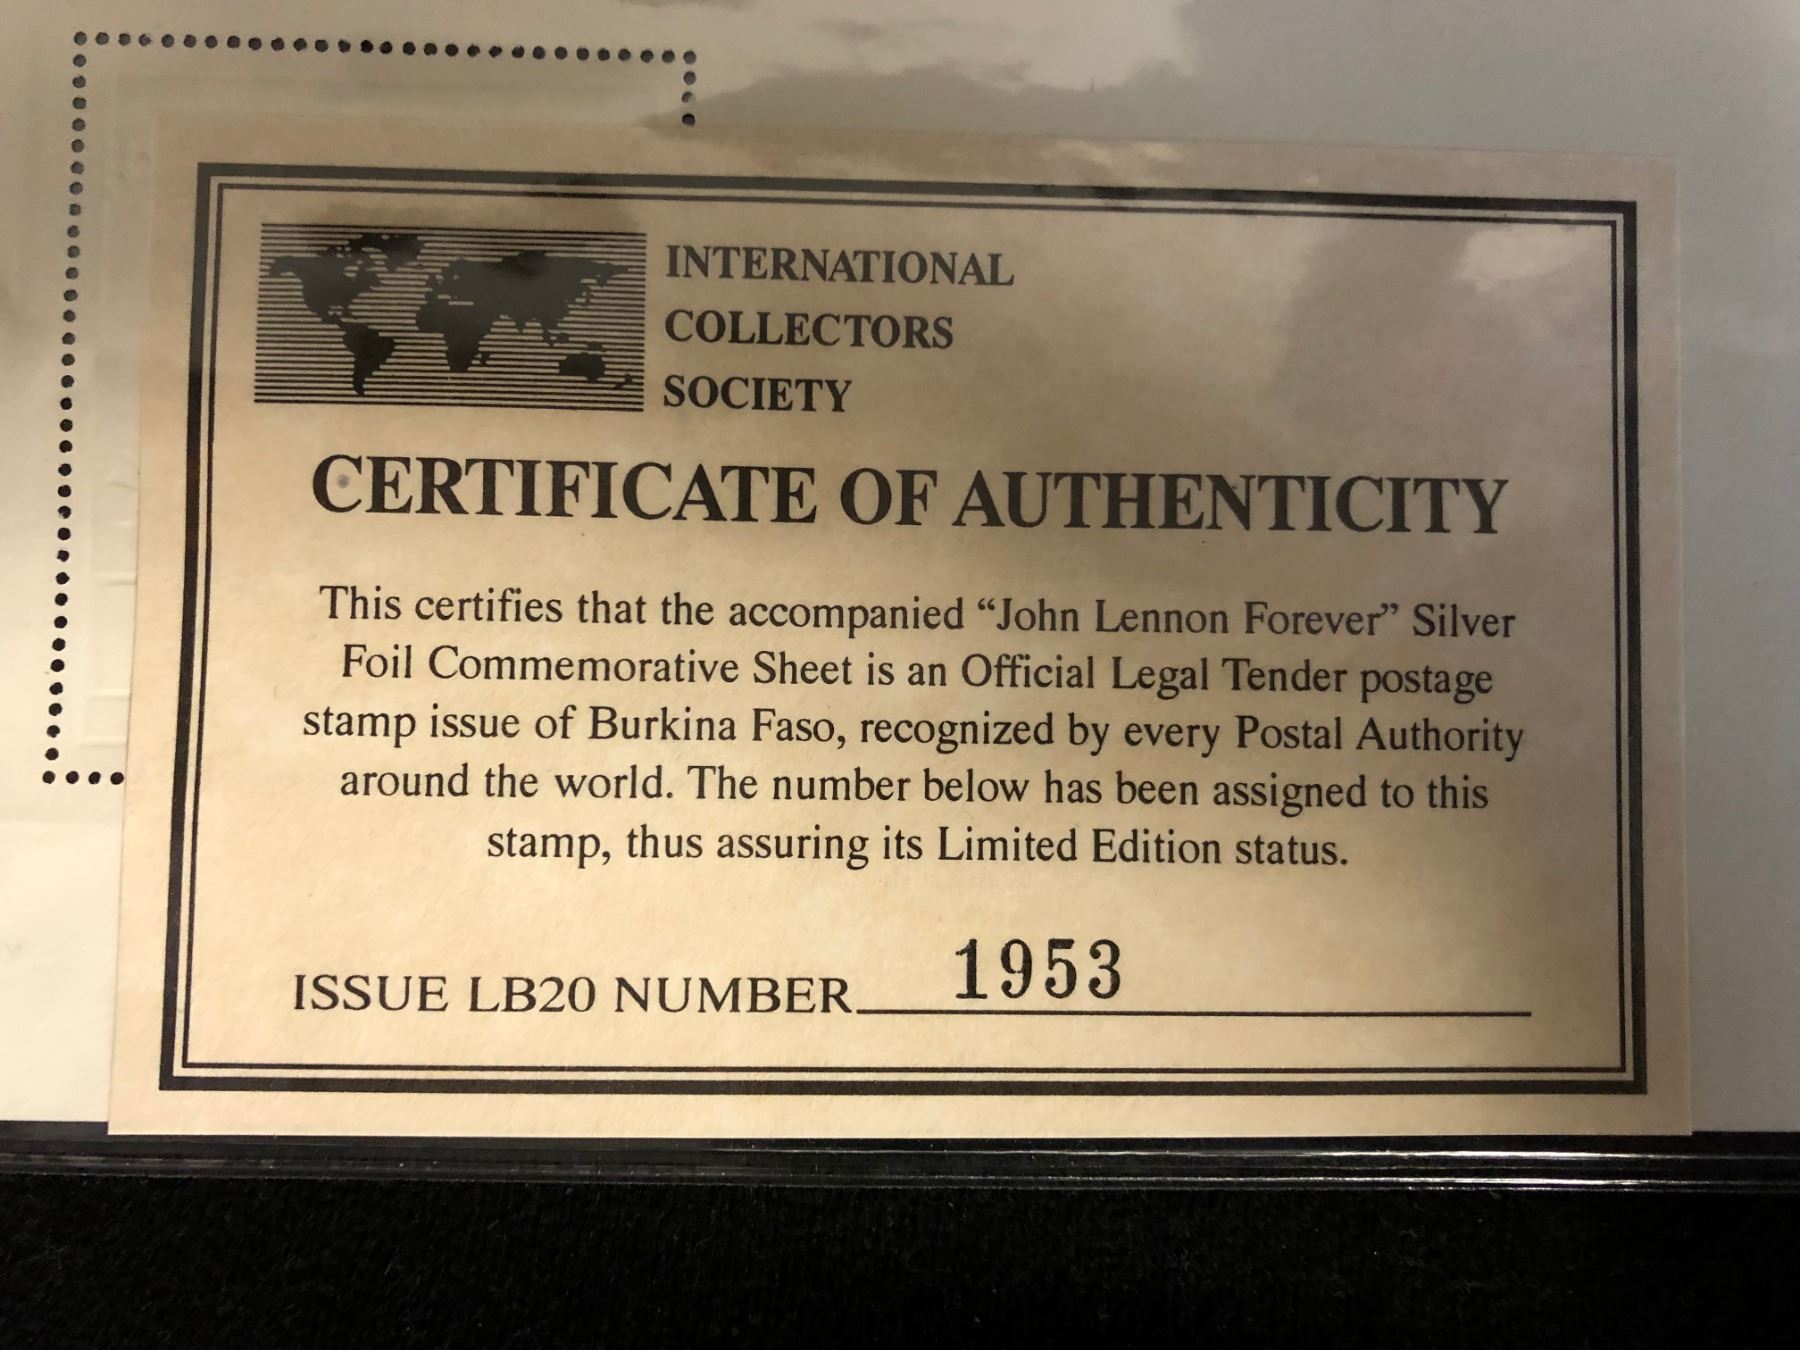 INTERNATIONAL
COLLECTORS
SOCIETY
CERTIFICATE OF AUTHENTICITY
This certifies that the accompanied “John Lennon Forever” Silver
Foil Commemorative Sheet is an Official Legal Tender postage
stamp issue of Burkina Faso, recognized by every Postal Authority
around the world. The number below has been assigned to this
stamp, thus assuring its Limited Edition status.
ISSUE LB20 NUMBER 1953